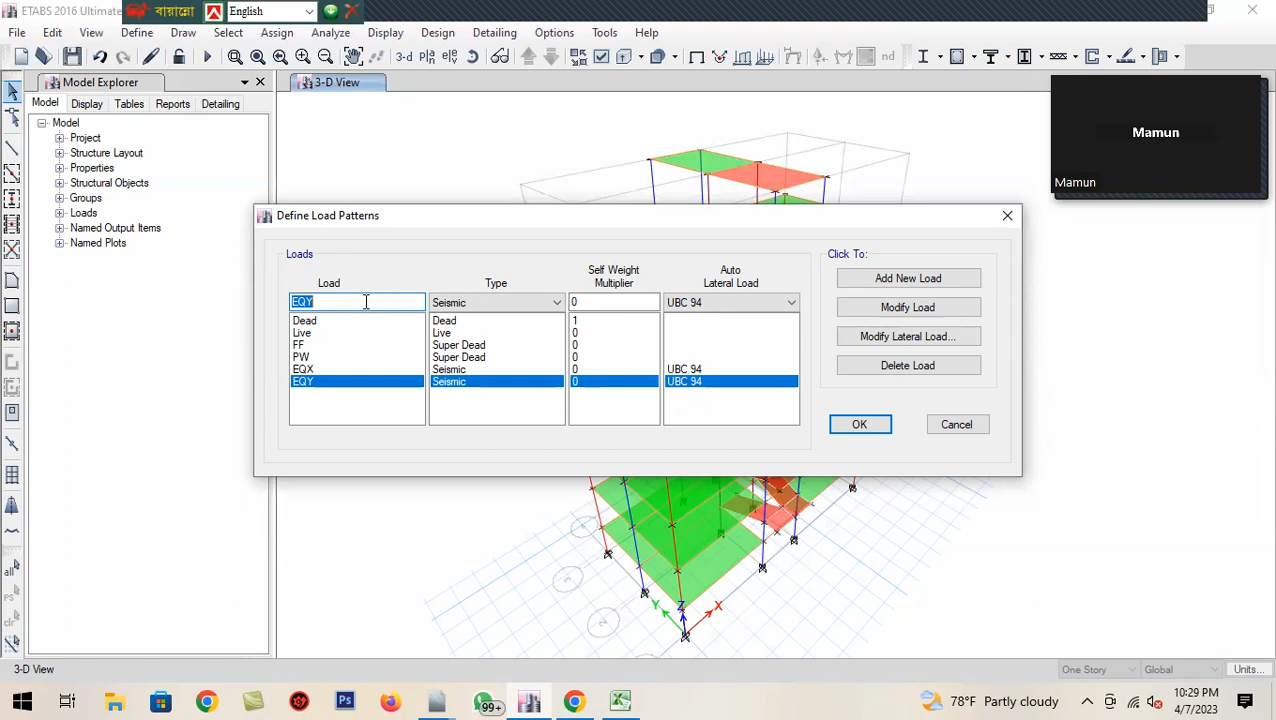 ETABS 2016 Ultimate
বায়ান্নো
English
File Edit View Define Draw Select Assign Analyze Display Design Detailing Options Tools Help
3-d
nd
Model Explorer
3-D View
Model Display Tables Reports Detailing
Model
Project
Structure Layout
Properties
Structural Objects
Groups
Loads
Named Output Items
Named Plots
Mamun
Mamun
Define Load Patterns
Loads
Click To:
Load
Type
Self Weight
Multiplier
Auto
Lateral Load
EQY Seismic 0 UBC 94
Dead Dead 1
Live Live 0
FF Super Dead 0
PW Super Dead 0
EQX Seismic 0 UBC 94
EQY Seismic 0 UBC 94
Add New Load
Modify Load
Modify Lateral Load...
Delete Load
OK
Cancel
Y Z X
all
3-D View
One Story
Global
Units...
99+
78°F Partly cloudy
10:29 PM
4/7/2023